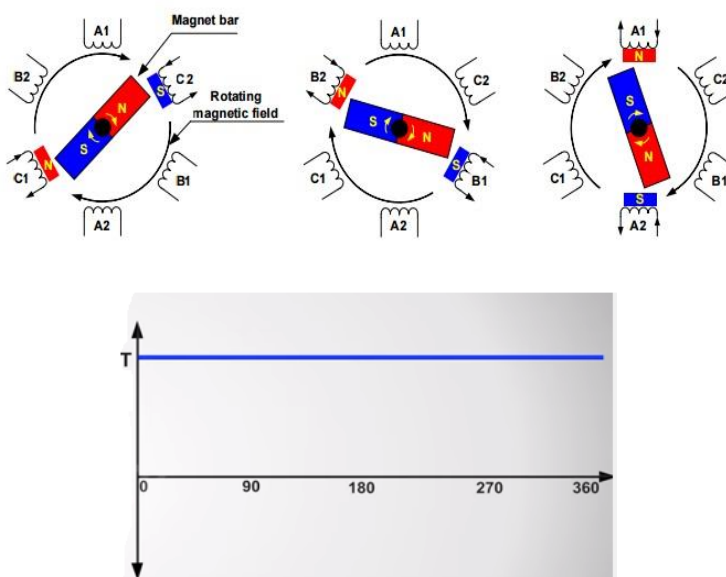 Magnet bar
Rotating
magnetic field
A1
B2
C2
N
S
S
N
C1
B1
A2
A1
B2
C2
N
S
N
S
C1
B1
A2
A1
N
B2
C2
S
N
C1
B1
S
A2
T
0 90 180 270 360